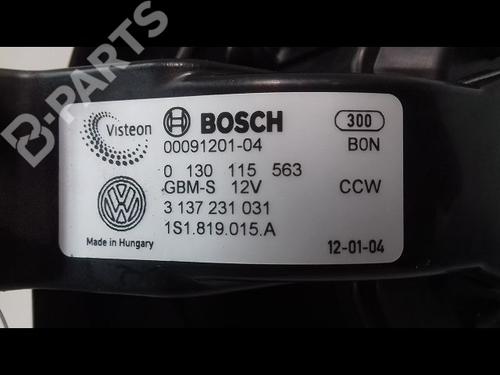 B-PARTS
Visteon BOSCH 300
00091201-04 B0N
0 130 115 563
GBM-S 12V CCW
3 137 231 031
1S1.819.015.A
Made in Hungary 12-01-04